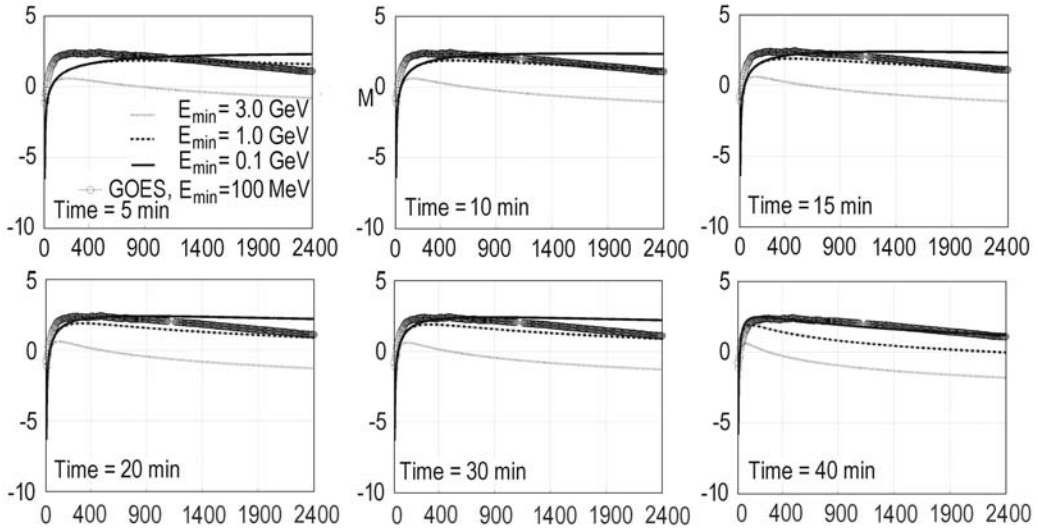 5
0
-5
-10
E min = 3.0 GeV
E min = 1.0 GeV
E min = 0.1 GeV
GOES, E min =100 MeV
Time = 5 min
0 400 900 1400 1900 2400
5
0
M
-5
-10
Time = 10 min
0 400 900 1400 1900 2400
5
0
-5
-10
Time = 15 min
0 400 900 1400 1900 2400
5
0
-5
-10
Time = 20 min
0 400 900 1400 1900 2400
5
0
-5
-10
Time = 30 min
0 400 900 1400 1900 2400
5
0
-5
-10
Time = 40 min
0 400 900 1400 1900 2400